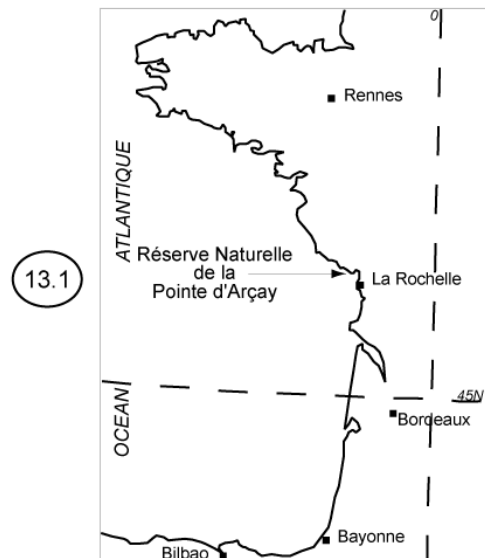 0
Rennes
ATLANTIQUE
Réserve Naturelle
de la
Pointe d'Arçay
13.1
La Rochelle
45N
OCEAN
Bordeaux
Bayonne
Bilbao